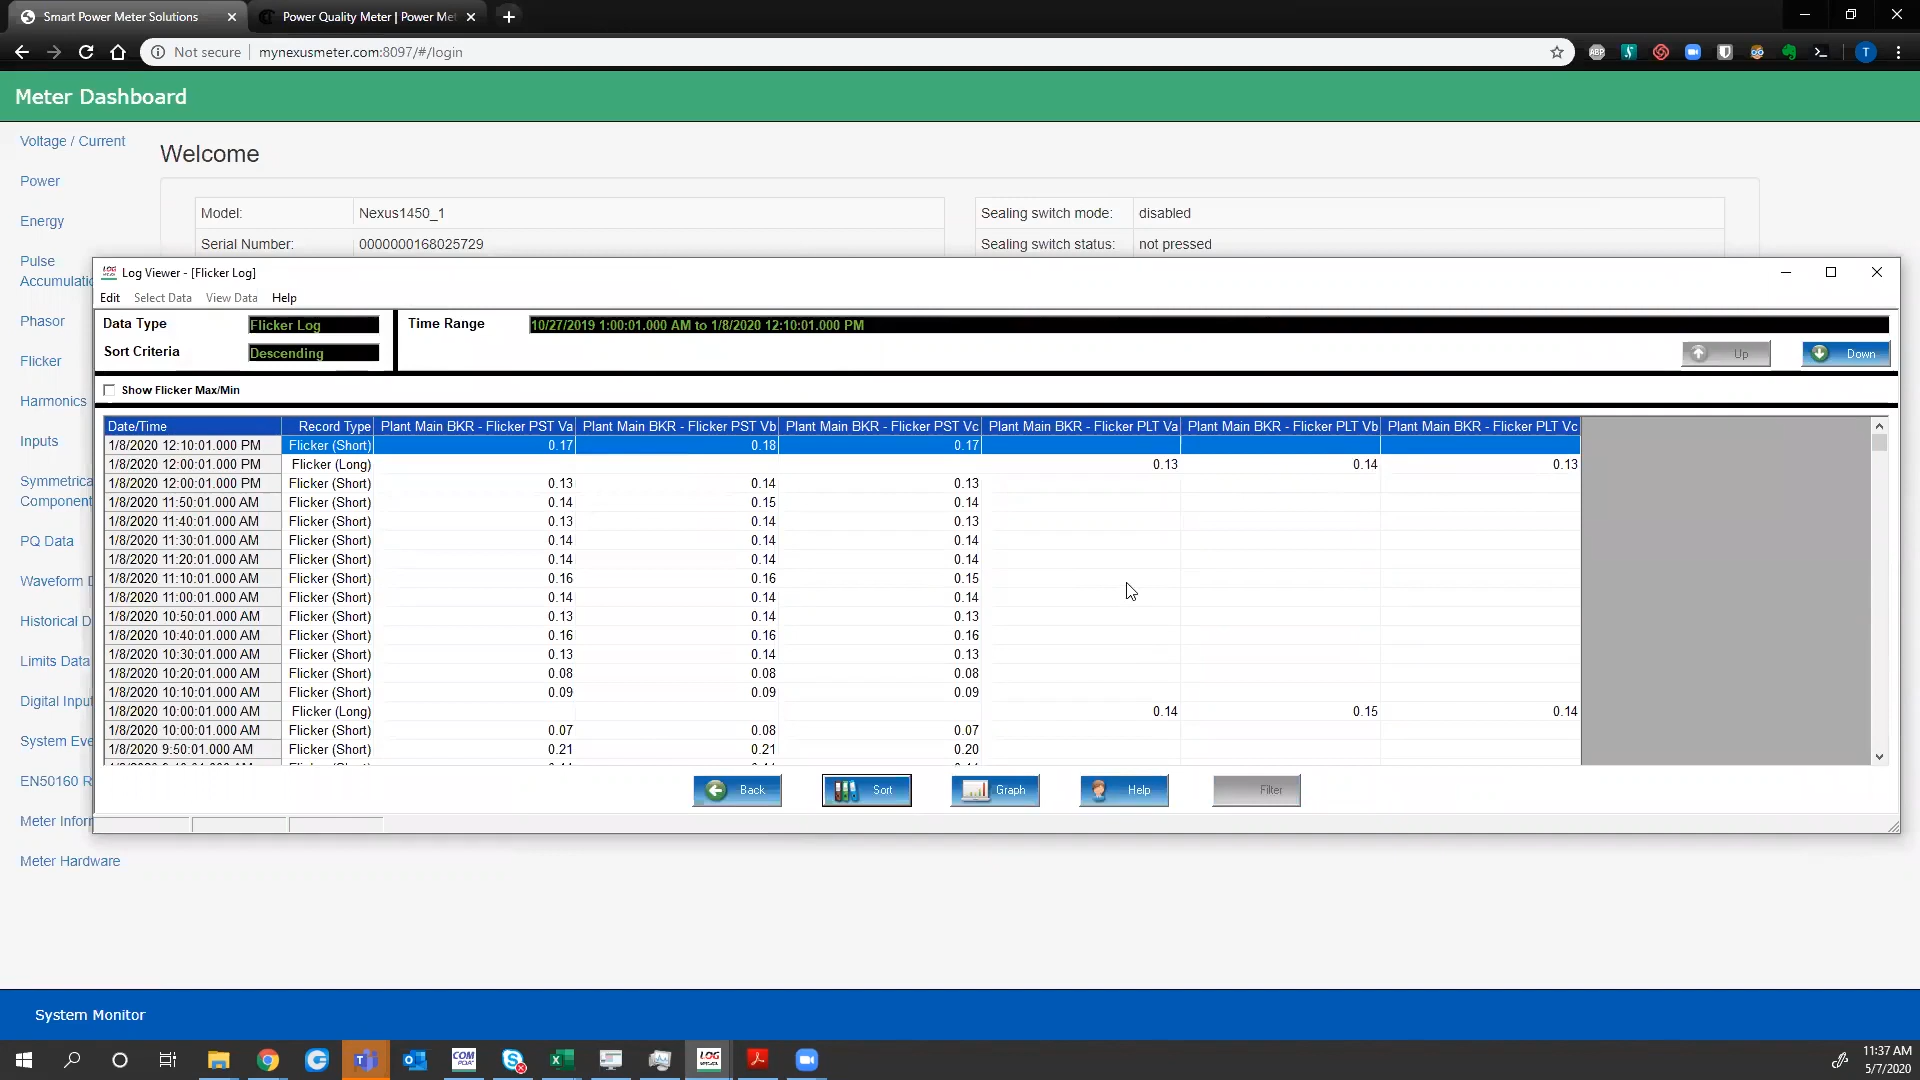 Smart Power Meter Solutions
Power Quality Meter | Power Met
Not secure
mynexusmeter.com:8097/#/login
ABP
T
Meter Dashboard
Voltage / Current
Power
Energy
Pulse
Accumulati
Phasor
Flicker
Harmonics
Inputs
Symmetrica
Component
PQ Data
Waveform D
Historical D
Limits Data
Digital Input
System Eve
EN50160 R
Meter Inform
Meter Hardware
Welcome
Model: Nexus1450_1
Serial Number: 0000000168025729
Sealing switch mode: disabled
Sealing switch status: not pressed
LOG
Log Viewer - [Flicker Log]
Edit Select Data View Data Help
Data Type Flicker Log
Sort Criteria Descending
Time Range 10/27/2019 1:00:01.000 AM to 1/8/2020 12:10:01.000 PM
Up Down
Show Flicker Max/Min
Date/Time Record Type Plant Main BKR - Flicker PST Va Plant Main BKR - Flicker PST Vb Plant Main BKR - Flicker PST Vc Plant Main BKR - Flicker PLT Va Plant Main BKR - Flicker PLT Vb Plant Main BKR - Flicker PLT Vc
1/8/2020 12:10:01.000 PM Flicker (Short) 0.17 0.18 0.17
1/8/2020 12:00:01.000 PM Flicker (Long) 0.13 0.14 0.13
1/8/2020 12:00:01.000 PM Flicker (Short) 0.13 0.14 0.13
1/8/2020 11:50:01.000 AM Flicker (Short) 0.14 0.15 0.14
1/8/2020 11:40:01.000 AM Flicker (Short) 0.13 0.14 0.13
1/8/2020 11:30:01.000 AM Flicker (Short) 0.14 0.14 0.14
1/8/2020 11:20:01.000 AM Flicker (Short) 0.14 0.14 0.14
1/8/2020 11:10:01.000 AM Flicker (Short) 0.16 0.16 0.15
1/8/2020 11:00:01.000 AM Flicker (Short) 0.14 0.14 0.14
1/8/2020 10:50:01.000 AM Flicker (Short) 0.13 0.14 0.13
1/8/2020 10:40:01.000 AM Flicker (Short) 0.16 0.16 0.16
1/8/2020 10:30:01.000 AM Flicker (Short) 0.13 0.14 0.13
1/8/2020 10:20:01.000 AM Flicker (Short) 0.08 0.08 0.08
1/8/2020 10:10:01.000 AM Flicker (Short) 0.09 0.09 0.09
1/8/2020 10:00:01.000 AM Flicker (Long) 0.14 0.15 0.14
1/8/2020 10:00:01.000 AM Flicker (Short) 0.07 0.08 0.07
1/8/2020 9:50:01.000 AM Flicker (Short) 0.21 0.21 0.20
Back Sort Graph Help Filter
System Monitor
COM
LOG
11:37 AM
5/7/2020